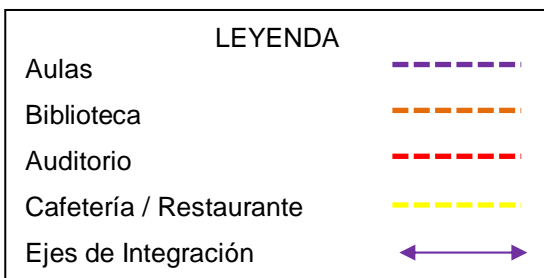 LEYENDA
Aulas
Biblioteca
Auditorio
Cafetería / Restaurante
Ejes de Integración